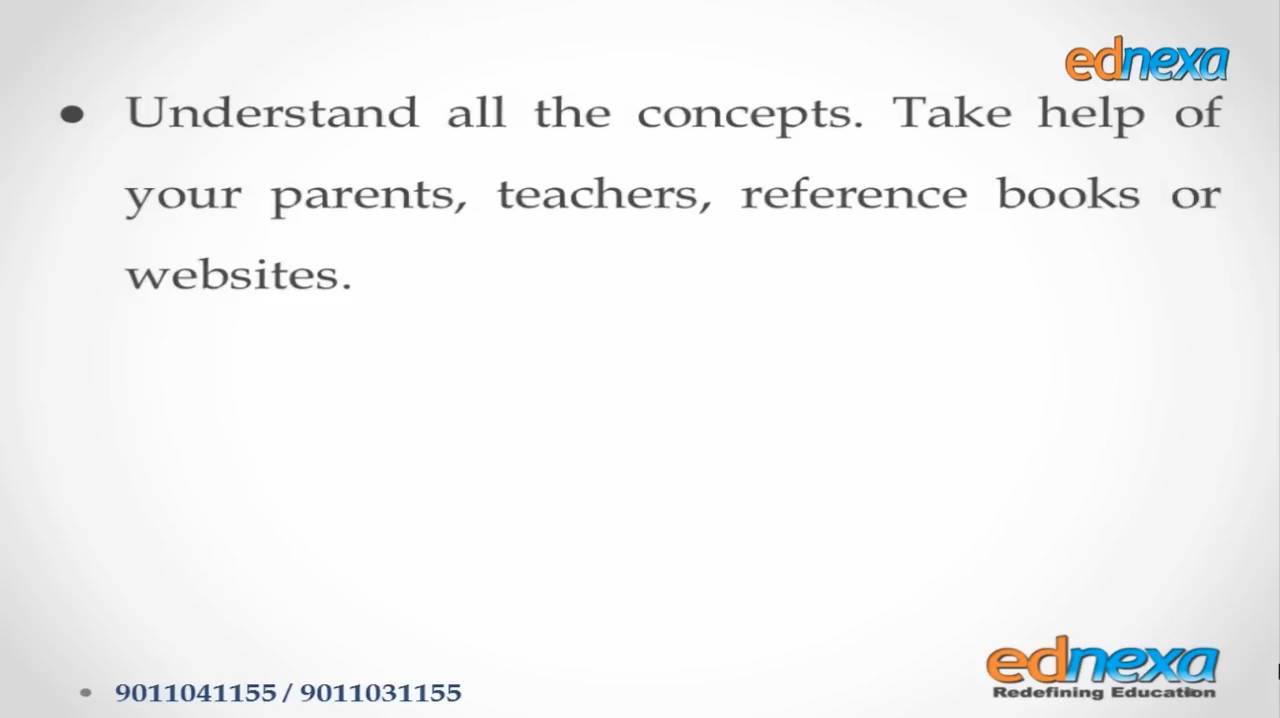 ednexa
● Understand all the concepts. Take help of
your parents, teachers, reference books or
websites.
ednexa
Redefining Education
• 9011041155 / 9011031155